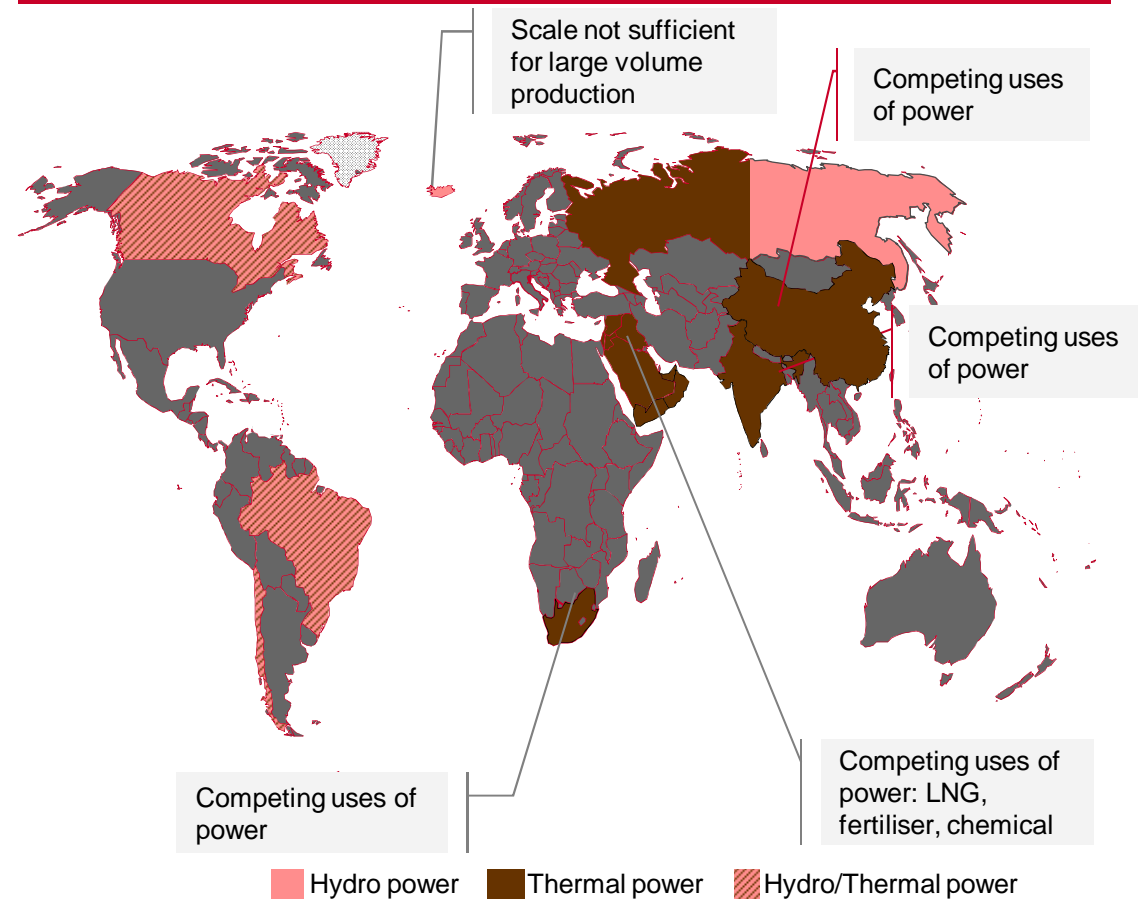 Scale not sufficient
for large volume
production
Competing uses
of power
Competing uses
of power
Competing uses of
power
Competing uses of
power: LNG,
fertiliser, chemical
Hydro power
Thermal power
Hydro/Thermal power